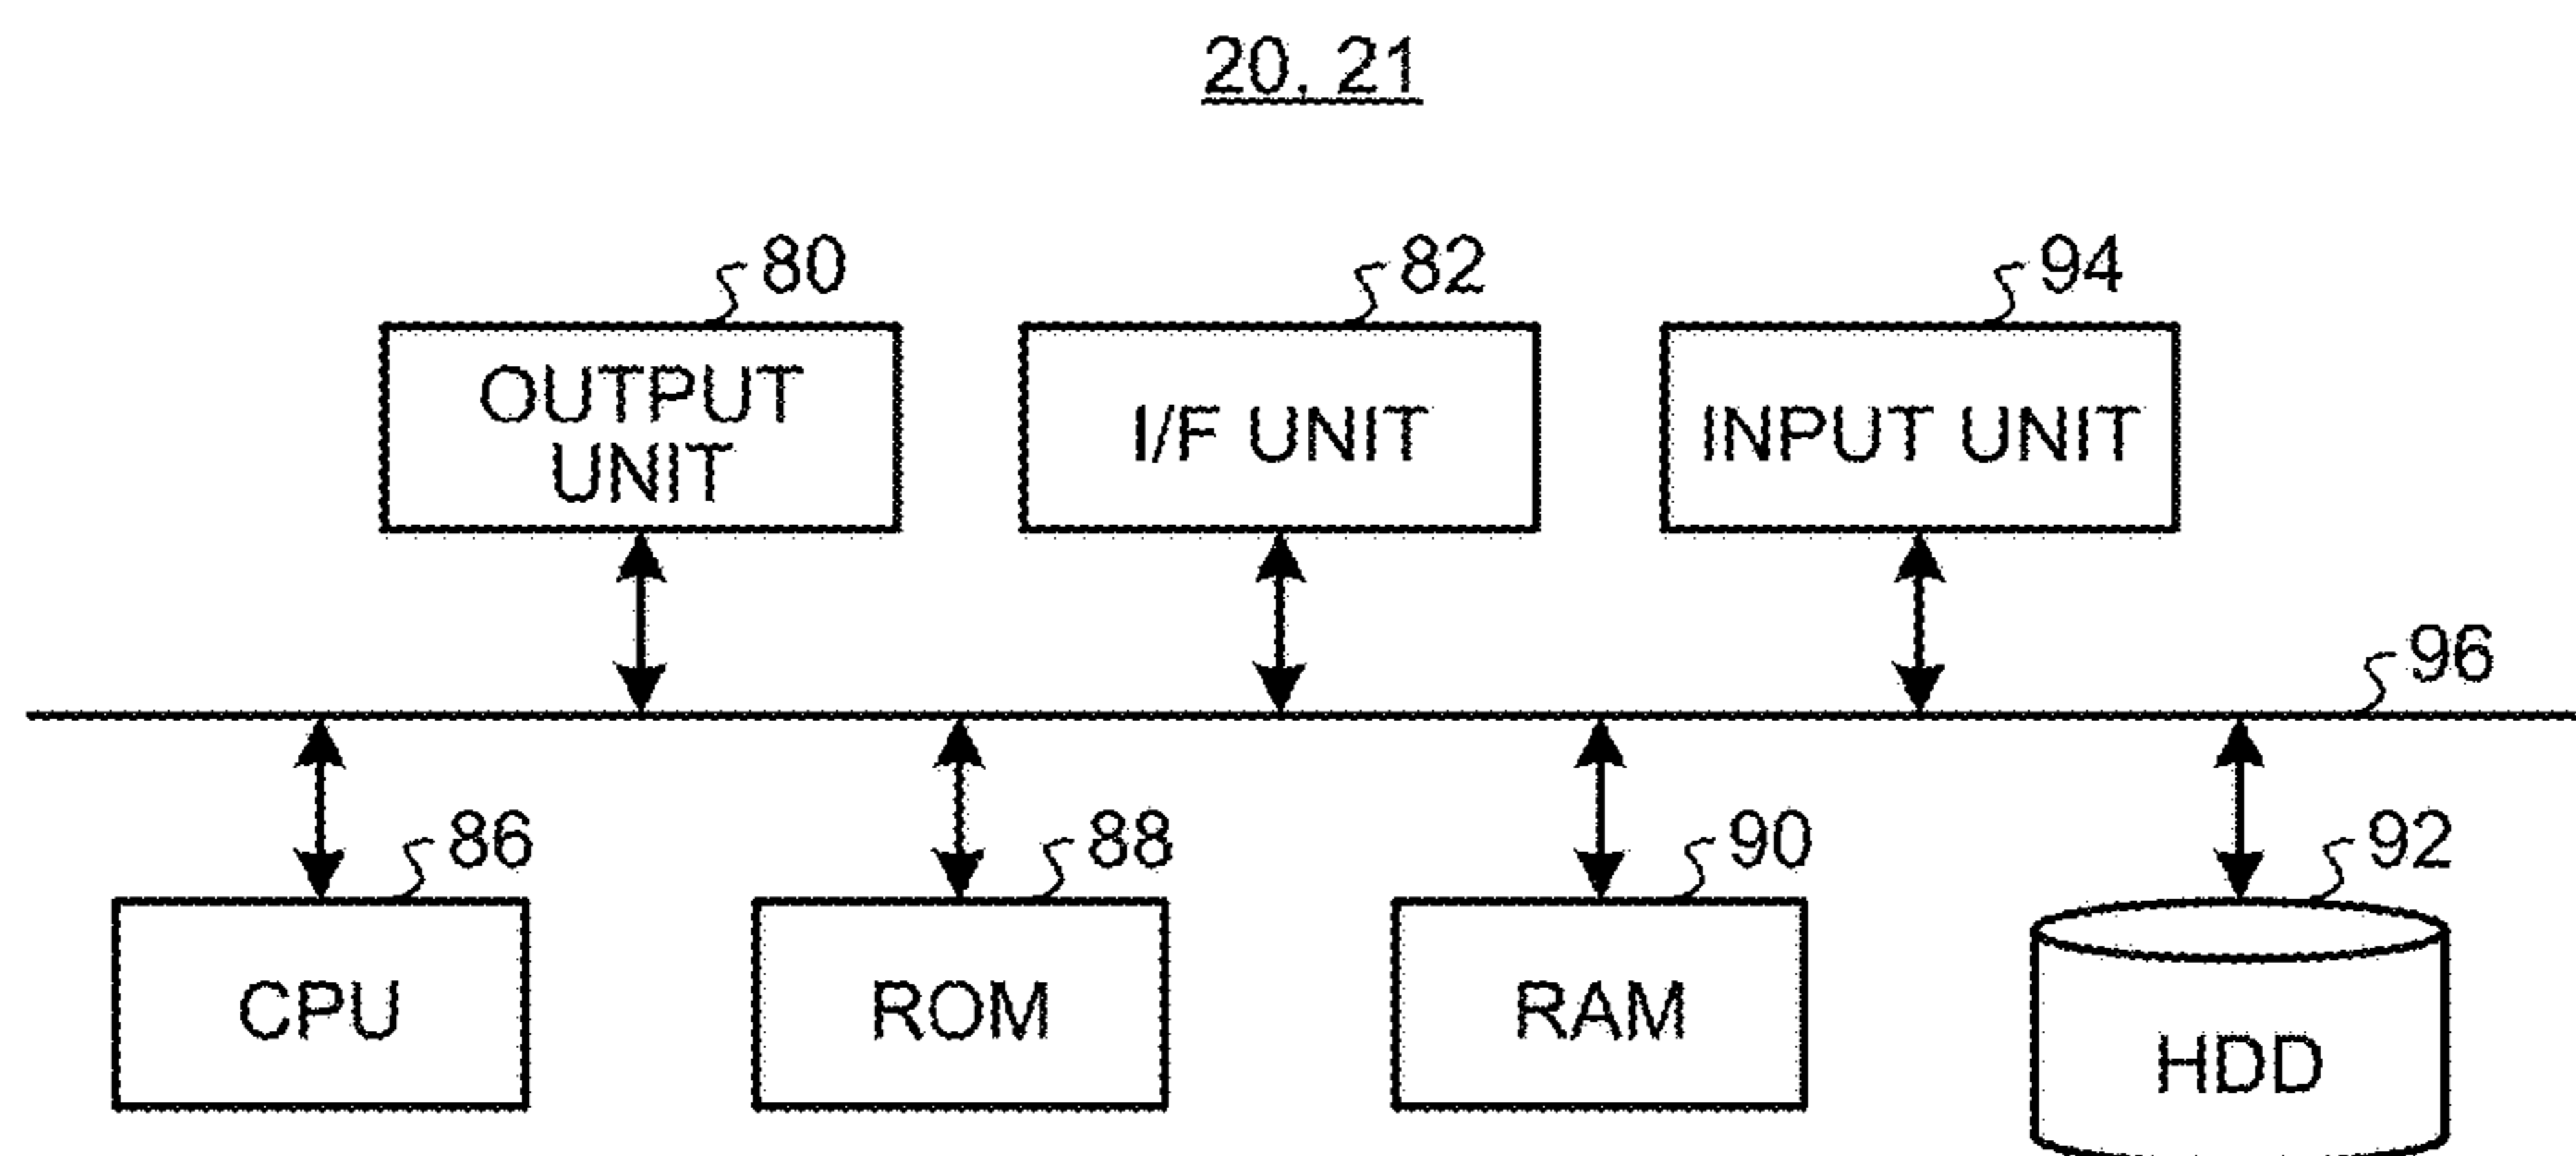 20, 21
80
82
94
OUTPUT
UNIT
I/F UNIT
INPUT UNIT
96
86
88
90
92
CPU
ROM
RAM
HDD